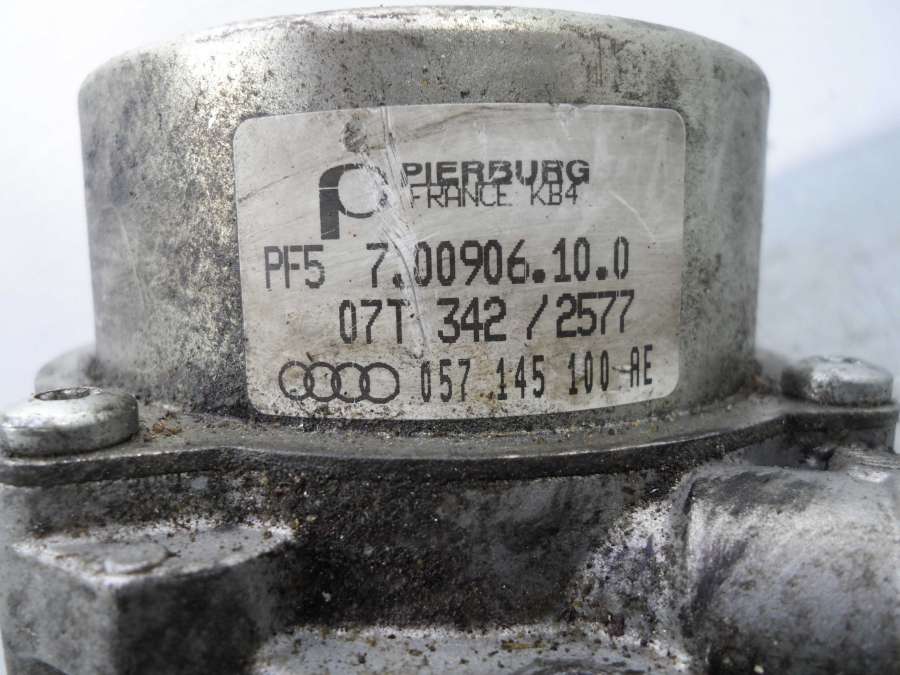 PIERBURG
FRANCE KB4
PF5 7.00906.10.0
07T 342 / 2577
057 145 100 AE